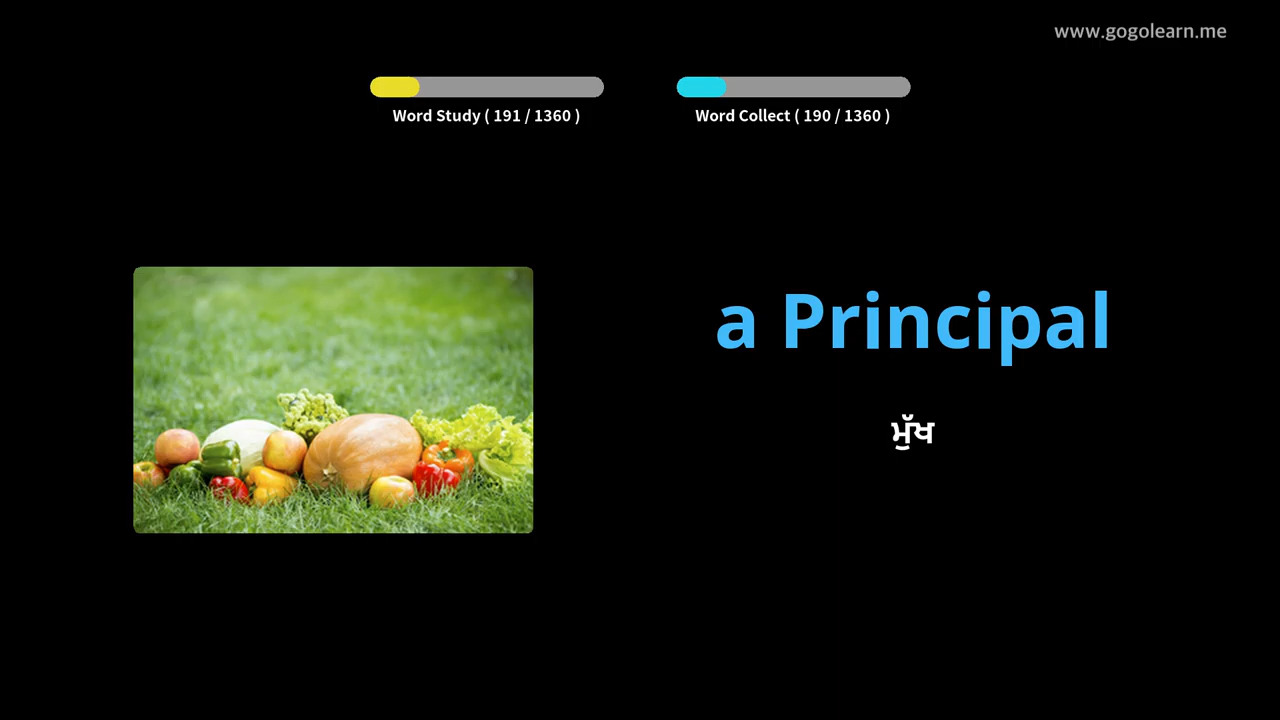 www.gogolearn.me
Word Study ( 191 / 1360 )
Word Collect ( 190 / 1360 )
a Principal
ਮੁੱਖ